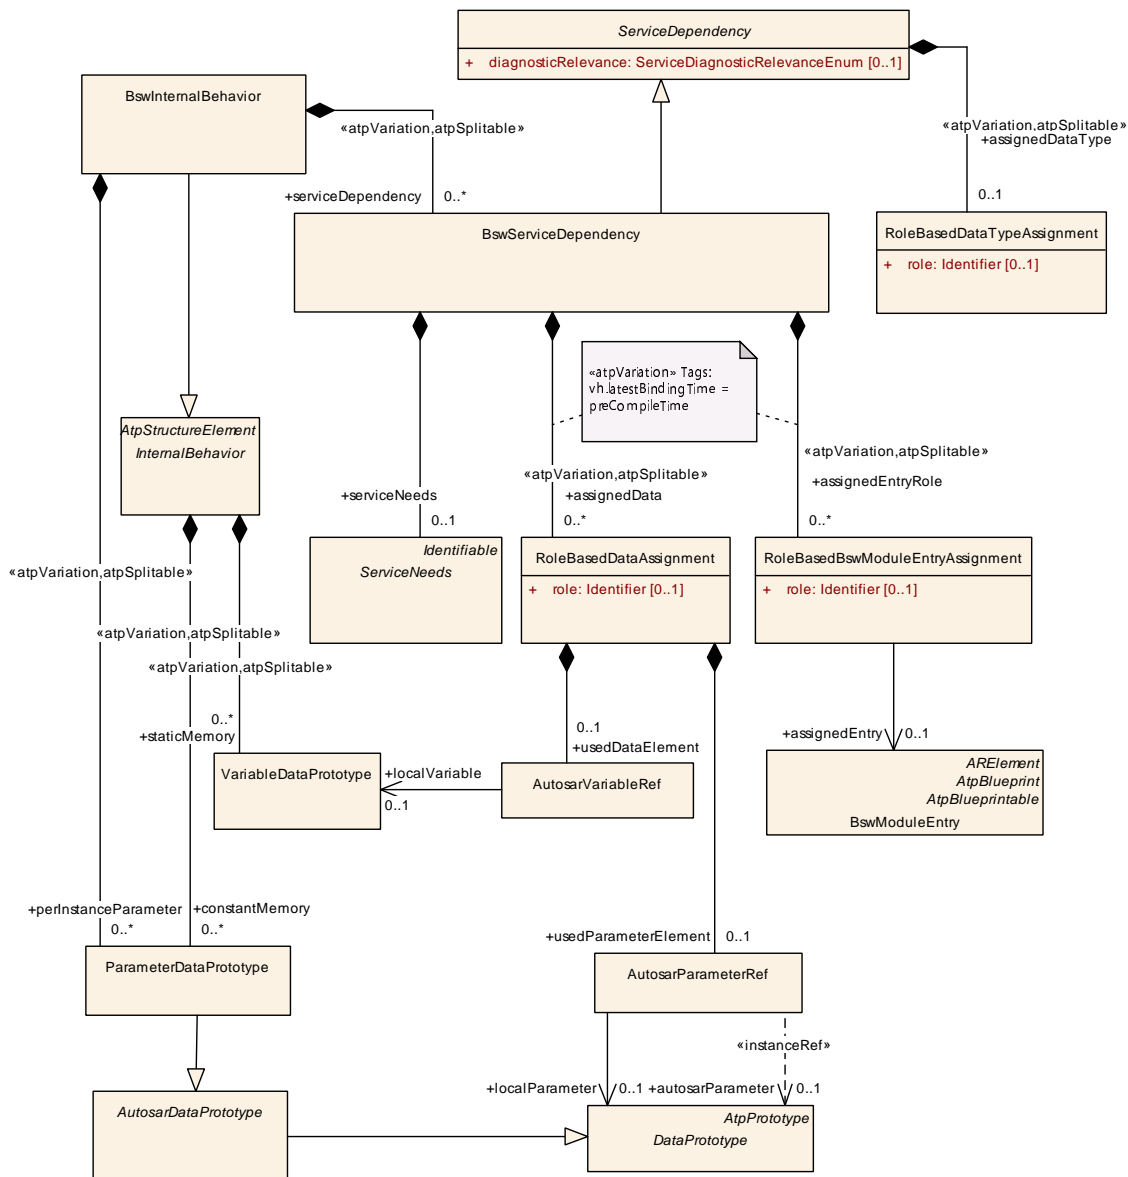 ServiceDependency
+ diagnosticRelevance: ServiceDiagnosticRelevanceEnum [0..1]
BswInternalBehavior
«atpVariation,atpSplitable»
+serviceDependency
0..*
«atpVariation,atpSplitable»
+assignedDataType
0..1
BswServiceDependency
RoleBasedDataTypeAssignment
+ role: Identifier [0..1]
«atpVariation» Tags:
vh.latestBindingTime =
preCompileTime
AtpStructureElement
InternalBehavior
«atpVariation,atpSplitable»
+assignedEntryRole
0..*
«atpVariation,atpSplitable»
+assignedData
0..*
+serviceNeeds
0..1
Identifiable
ServiceNeeds
RoleBasedDataAssignment
+ role: Identifier [0..1]
RoleBasedBswModuleEntryAssignment
+ role: Identifier [0..1]
«atpVariation,atpSplitable»
«atpVariation,atpSplitable»
«atpVariation,atpSplitable»
0..*
+staticMemory
0..1
+usedDataElement
+assignedEntry
0..1
VariableDataPrototype
+localVariable
0..1
AutosarVariableRef
ARElement
AtpBlueprint
AtpBlueprintable
BswModuleEntry
+perInstanceParameter
0..*
+constantMemory
0..*
+usedParameterElement
0..1
ParameterDataPrototype
AutosarParameterRef
«instanceRef»
+localParameter
0..1
+autosarParameter
0..1
AutosarDataPrototype
AtpPrototype
DataPrototype